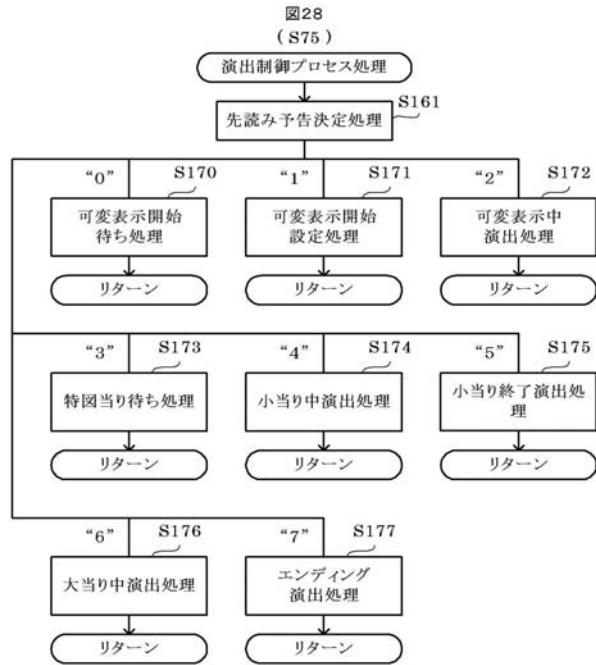 図28
(S75)
演出制御プロセス処理
S161
先読み予告決定処理
“0”
S170
可変表示開始
待ち処理
リターン
“1”
S171
可変表示開始
設定処理
リターン
“2”
S172
可変表示中
演出処理
リターン
“3”
S173
特図当り待ち処理
リターン
“4”
S174
小当り中演出処理
リターン
“5”
S175
小当り終了演出処
理
リターン
“6”
S176
大当り中演出処理
リターン
“7”
S177
エンディング
演出処理
リターン